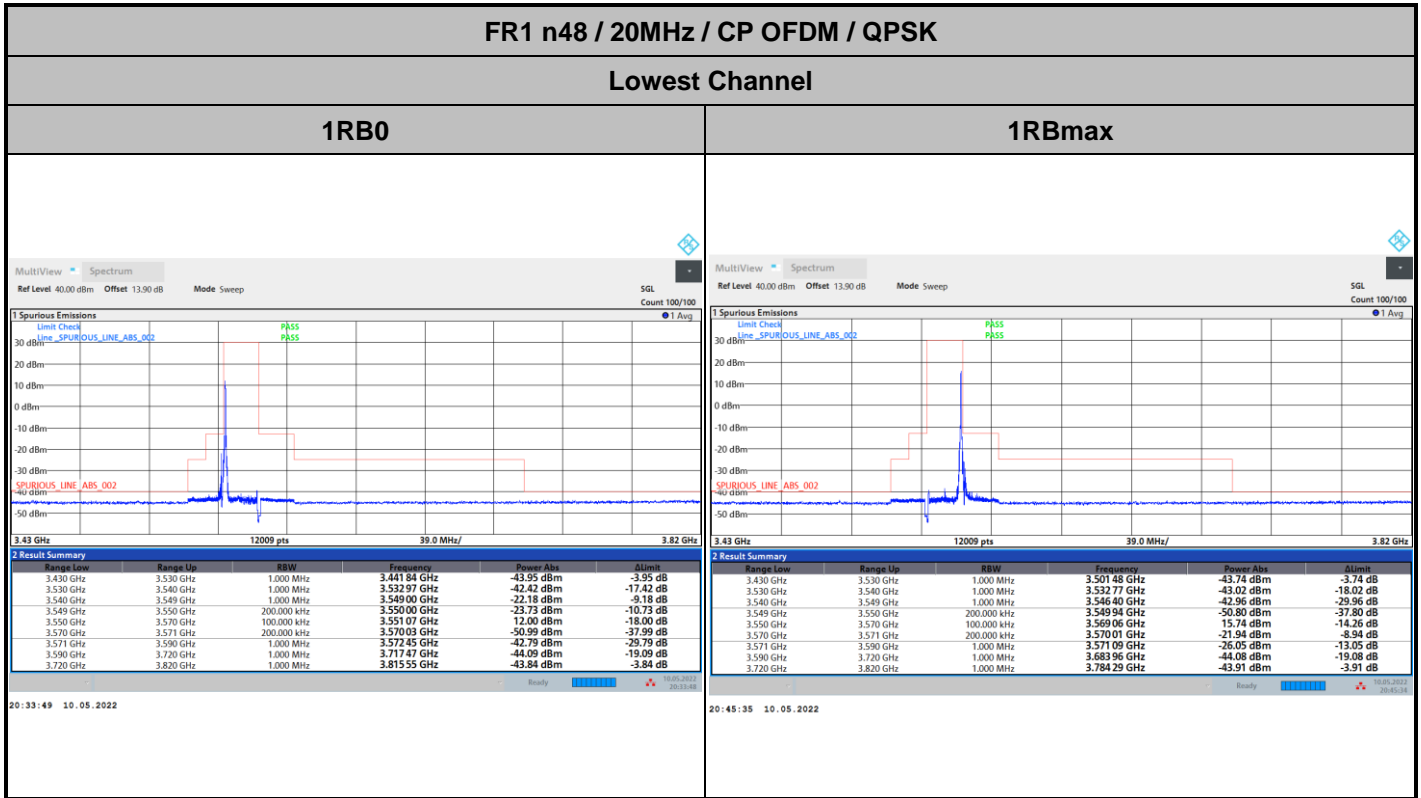 FR1 n48 / 20MHz / CP OFDM / QPSK
Lowest Channel
1RB0
1RBmax
MultiView Spectrum
Ref Level 40.00 dBm Offset 13.90 dB Mode Sweep SGL
Count 100/100
1 Spurious Emissions 1 Avg
Limit Check PASS
Line _SPURIOUS_LINE_ABS_002 PASS
30 dBm
20 dBm
10 dBm
0 dBm
-10 dBm
-20 dBm
-30 dBm
SPURIOUS_LINE_ABS_002
-40 dBm
-50 dBm
3.43 GHz 12009 pts 39.0 MHz/ 3.82 GHz
2 Result Summary
Range Low Range Up RBW Frequency Power Abs ΔLimit
3.430 GHz 3.530 GHz 1.000 MHz 3.441 84 GHz -43.95 dBm -3.95 dB
3.530 GHz 3.540 GHz 1.000 MHz 3.532 97 GHz -42.42 dBm -17.42 dB
3.540 GHz 3.549 GHz 1.000 MHz 3.549 00 GHz -22.18 dBm -9.18 dB
3.549 GHz 3.550 GHz 200.000 kHz 3.550 00 GHz -23.73 dBm -10.73 dB
3.550 GHz 3.570 GHz 100.000 kHz 3.551 07 GHz 12.00 dBm -18.00 dB
3.570 GHz 3.571 GHz 200.000 kHz 3.570 03 GHz -50.99 dBm -37.99 dB
3.571 GHz 3.590 GHz 1.000 MHz 3.572 45 GHz -42.79 dBm -29.79 dB
3.590 GHz 3.720 GHz 1.000 MHz 3.717 47 GHz -44.09 dBm -19.09 dB
3.720 GHz 3.820 GHz 1.000 MHz 3.815 55 GHz -43.84 dBm -3.84 dB
Ready 10.05.2022
20:33:48
20:33:49 10.05.2022
MultiView Spectrum
Ref Level 40.00 dBm Offset 13.90 dB Mode Sweep SGL
Count 100/100
1 Spurious Emissions 1 Avg
Limit Check PASS
Line _SPURIOUS_LINE_ABS_002 PASS
30 dBm
20 dBm
10 dBm
0 dBm
-10 dBm
-20 dBm
-30 dBm
SPURIOUS_LINE_ABS_002
-40 dBm
-50 dBm
3.43 GHz 12009 pts 39.0 MHz/ 3.82 GHz
2 Result Summary
Range Low Range Up RBW Frequency Power Abs ΔLimit
3.430 GHz 3.530 GHz 1.000 MHz 3.501 48 GHz -43.74 dBm -3.74 dB
3.530 GHz 3.540 GHz 1.000 MHz 3.532 77 GHz -43.02 dBm -18.02 dB
3.540 GHz 3.549 GHz 1.000 MHz 3.546 40 GHz -42.96 dBm -29.96 dB
3.549 GHz 3.550 GHz 200.000 kHz 3.549 94 GHz -50.80 dBm -37.80 dB
3.550 GHz 3.570 GHz 100.000 kHz 3.569 06 GHz 15.74 dBm -14.26 dB
3.570 GHz 3.571 GHz 200.000 kHz 3.570 01 GHz -21.94 dBm -8.94 dB
3.571 GHz 3.590 GHz 1.000 MHz 3.571 09 GHz -26.05 dBm -13.05 dB
3.590 GHz 3.720 GHz 1.000 MHz 3.683 96 GHz -44.08 dBm -19.08 dB
3.720 GHz 3.820 GHz 1.000 MHz 3.784 29 GHz -43.91 dBm -3.91 dB
Ready 10.05.2022
20:45:34
20:45:35 10.05.2022